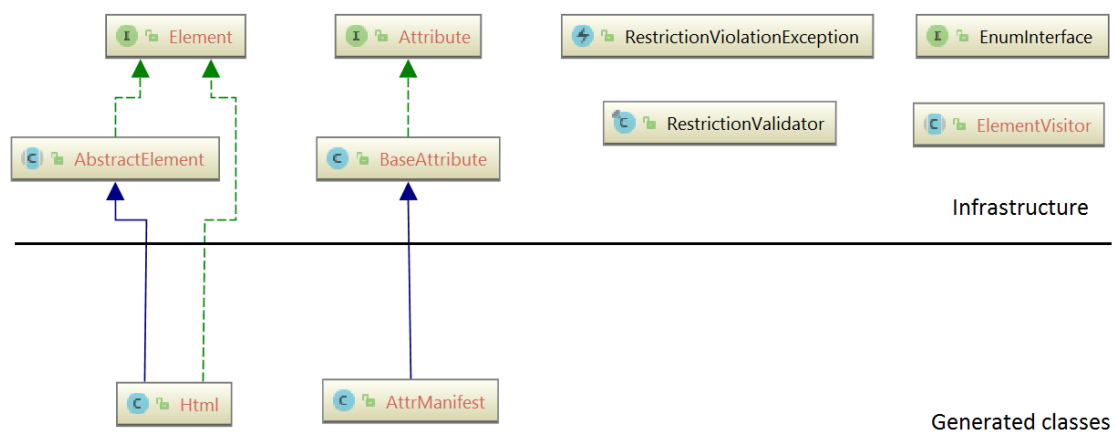 I Element
I Attribute
RestrictionViolationException
I EnumInterface
C AbstractElement
C BaseAttribute
C RestrictionValidator
C ElementVisitor
Infrastructure
C Html
C AttrManifest
Generated classes